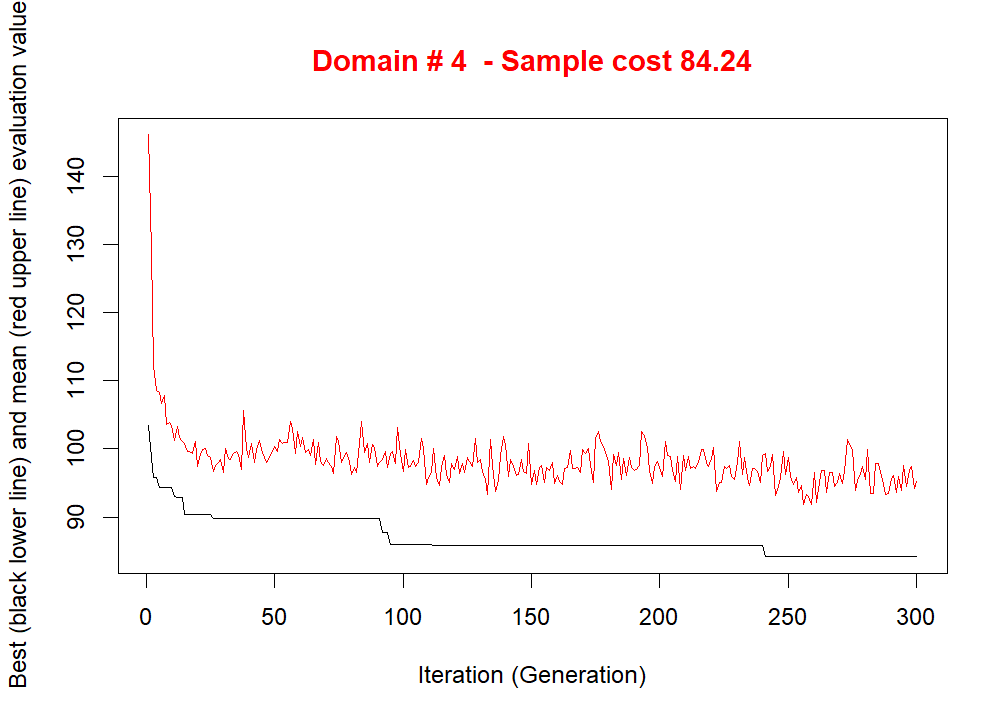 Domain # 4  - Sample cost 84.24
Best (black lower line) and mean (red upper line) evaluation value
140
130
120
110
100
90
0 50 100 150 200 250 300
Iteration (Generation)